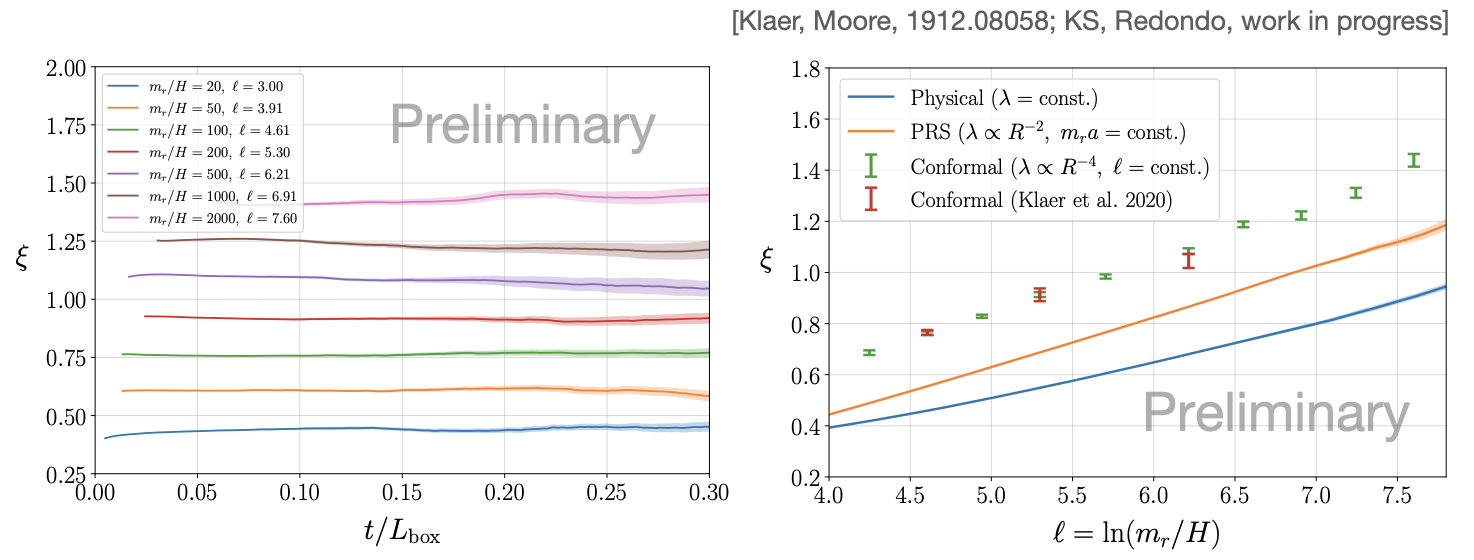 [Klaer, Moore, 1912.08058; KS, Redondo, work in progress]
2.00
1.75
1.50
1.25
1.00
0.75
0.50
0.25
ξ
m_r/H = 20, ℓ = 3.00
m_r/H = 50, ℓ = 3.91
m_r/H = 100, ℓ = 4.61
m_r/H = 200, ℓ = 5.30
m_r/H = 500, ℓ = 6.21
m_r/H = 1000, ℓ = 6.91
m_r/H = 2000, ℓ = 7.60
Preliminary
0.00 0.05 0.10 0.15 0.20 0.25 0.30
t/L_box
1.8
1.6
1.4
1.2
1.0
0.8
0.6
0.4
0.2
ξ
Physical (λ = const.)
PRS (λ ∝ R⁻², m_r a = const.)
Conformal (λ ∝ R⁻⁴, ℓ = const.)
Conformal (Klaer et al. 2020)
Preliminary
4.0 4.5 5.0 5.5 6.0 6.5 7.0 7.5
ℓ = ln(m_r/H)